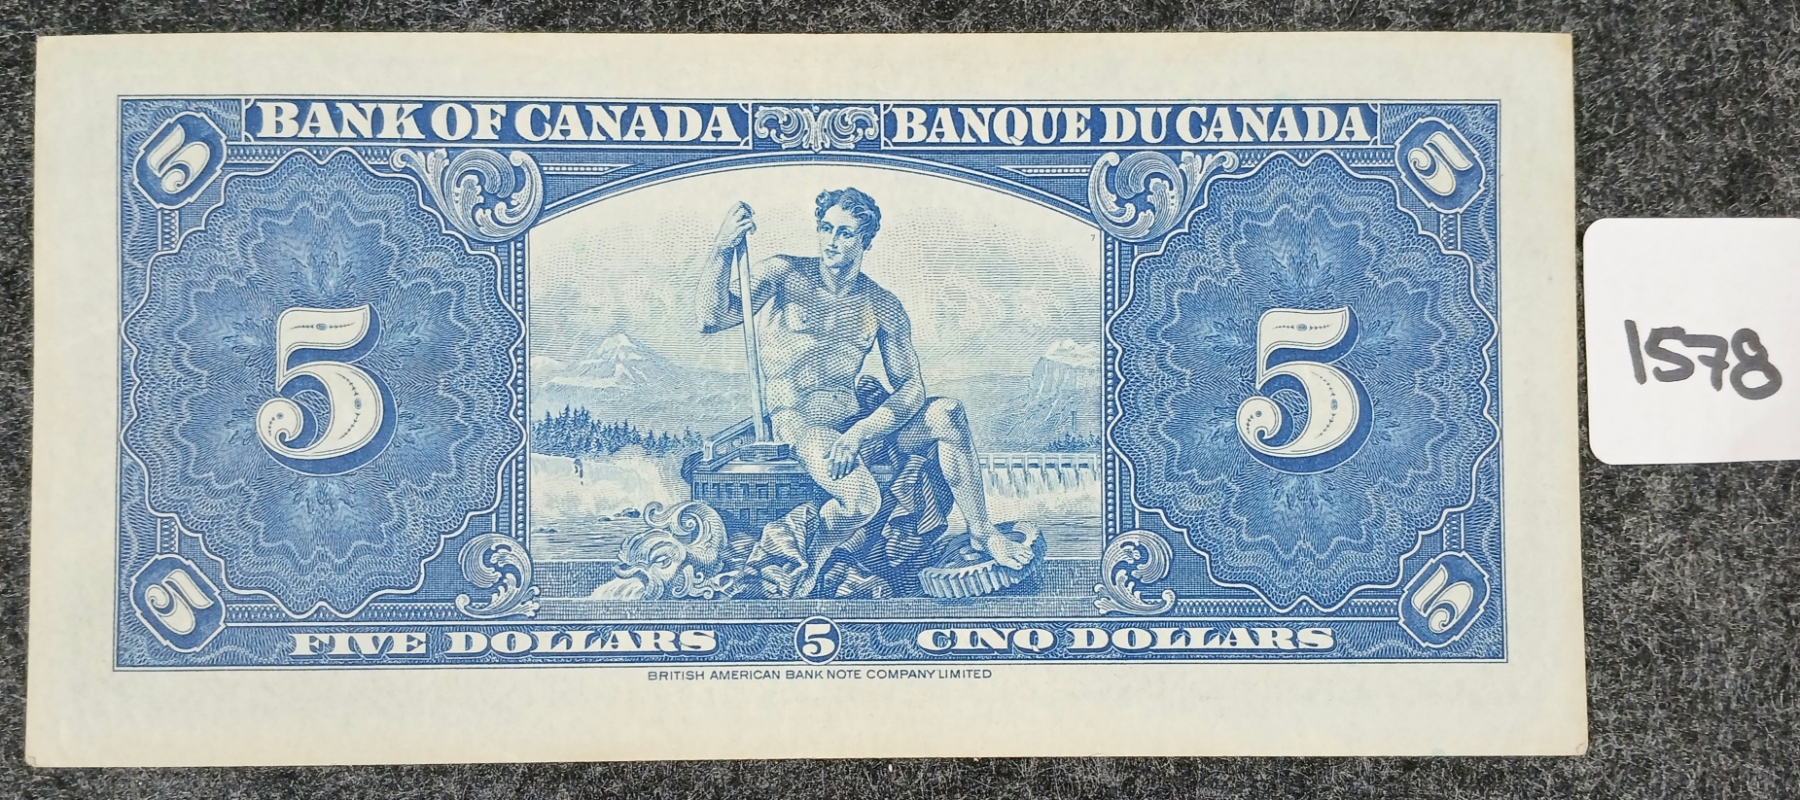 BANK OF CANADA BANQUE DU CANADA
5 5
7
5 5
1578
5 5
FIVE DOLLARS 5 CINQ DOLLARS
BRITISH AMERICAN BANK NOTE COMPANY LIMITED